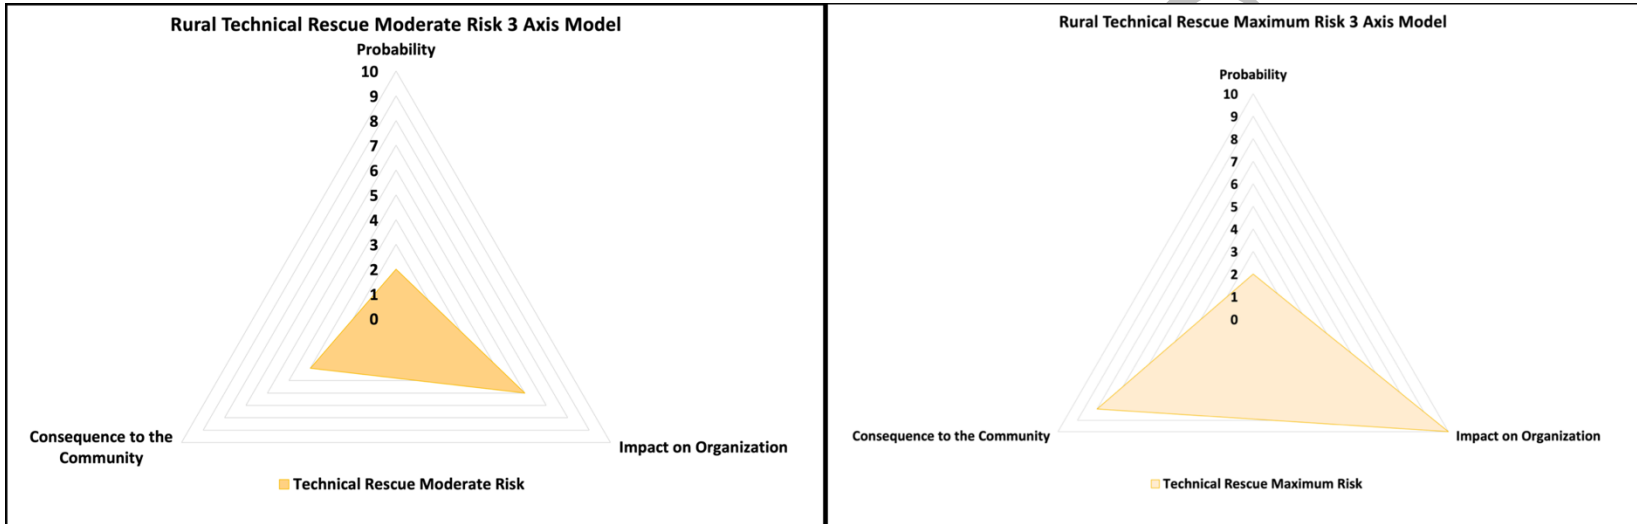 Rural Technical Rescue Moderate Risk 3 Axis Model
Probability
10
9
8
7
6
5
4
3
2
1
0
Consequence to the
Community
Impact on Organization
Technical Rescue Moderate Risk
Rural Technical Rescue Maximum Risk 3 Axis Model
Probability
10
9
8
7
6
5
4
3
2
1
0
Consequence to the Community
Impact on Organization
Technical Rescue Maximum Risk